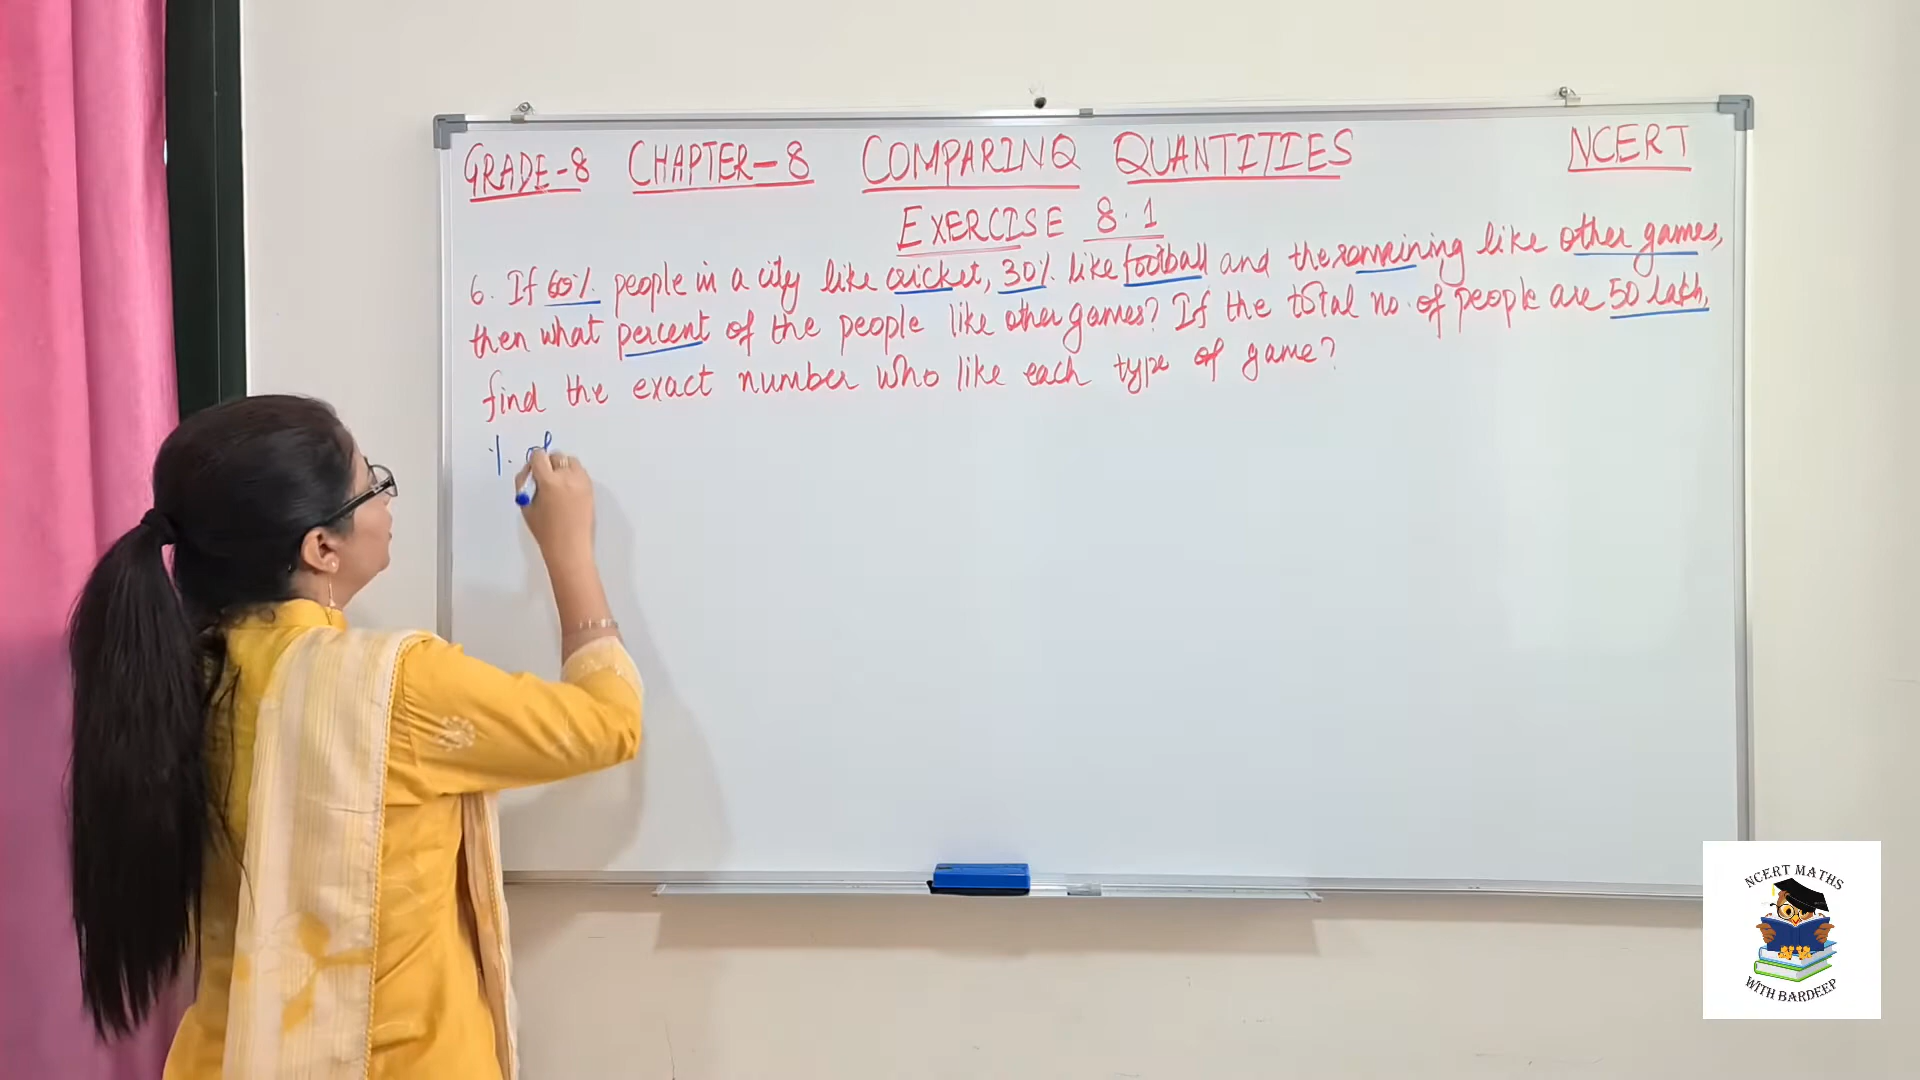 GRADE-8 CHAPTER-8 COMPARING QUANTITIES NCERT
EXERCISE 8.1
6. If 60% people in a city like cricket, 30% like football and the remaining like other games,
then what percent of the people like other games? If the total no. of people are 50 lakh,
find the exact number who like each type of game?
% of
NCERT MATHS
WITH BARDEEP